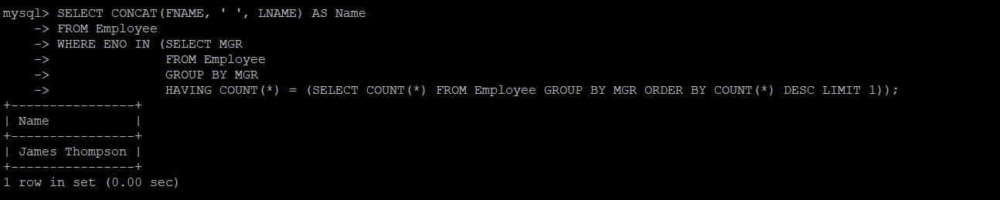 mysql> SELECT CONCAT(FNAME, ' ', LNAME) AS Name
    -> FROM Employee
    -> WHERE ENO IN (SELECT MGR
    ->               FROM Employee
    ->               GROUP BY MGR
    ->               HAVING COUNT(*) = (SELECT COUNT(*) FROM Employee GROUP BY MGR ORDER BY COUNT(*) DESC LIMIT 1));
+----------------+
| Name           |
+----------------+
| James Thompson |
+----------------+
1 row in set (0.00 sec)